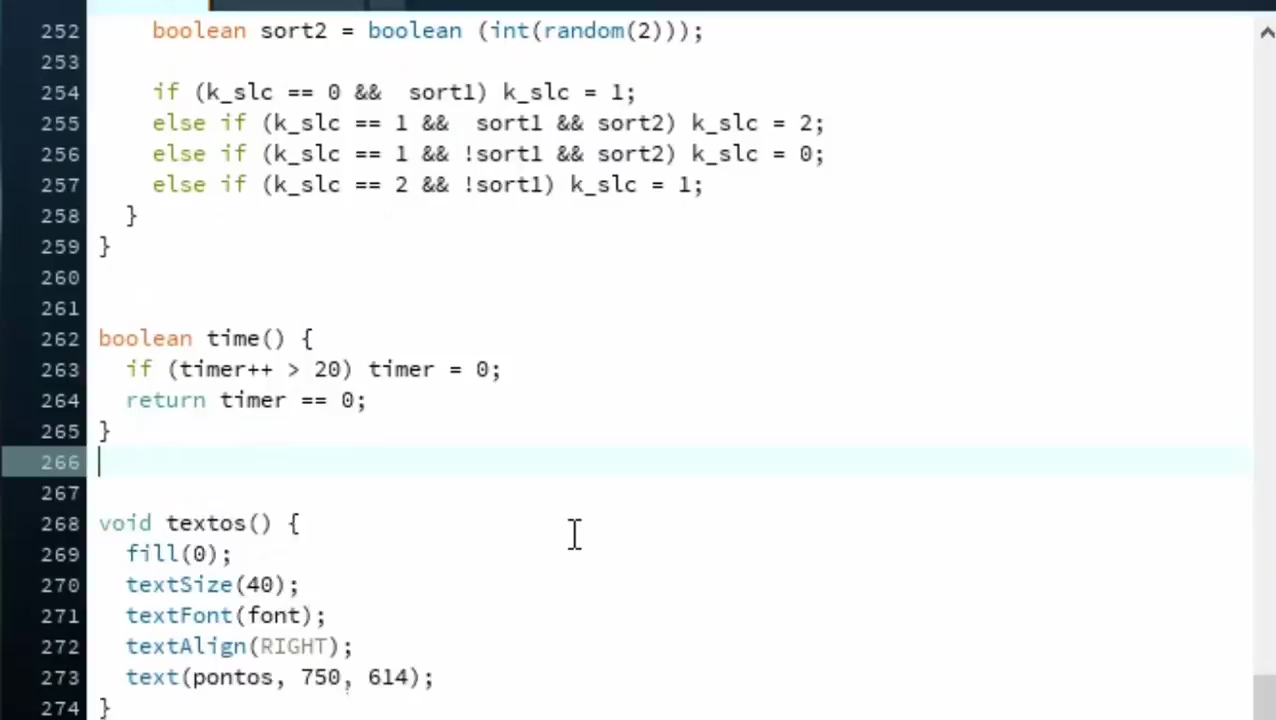 252 boolean sort2 = boolean (int(random(2)));
253
254 if (k_slc == 0 &&  sort1) k_slc = 1;
255 else if (k_slc == 1 &&  sort1 && sort2) k_slc = 2;
256 else if (k_slc == 1 && !sort1 && sort2) k_slc = 0;
257 else if (k_slc == 2 && !sort1) k_slc = 1;
258 }
259 }
260
261
262 boolean time() {
263 if (timer++ > 20) timer = 0;
264 return timer == 0;
265 }
266
267
268 void textos() {
269 fill(0);
270 textSize(40);
271 textFont(font);
272 textAlign(RIGHT);
273 text(pontos, 750, 614);
274 }